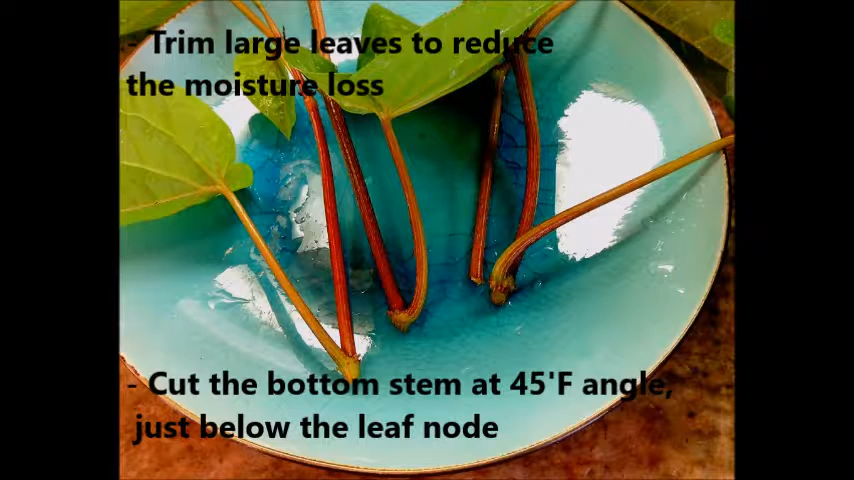 - Trim large leaves to reduce
the moisture loss
- Cut the bottom stem at 45'F angle,
just below the leaf node